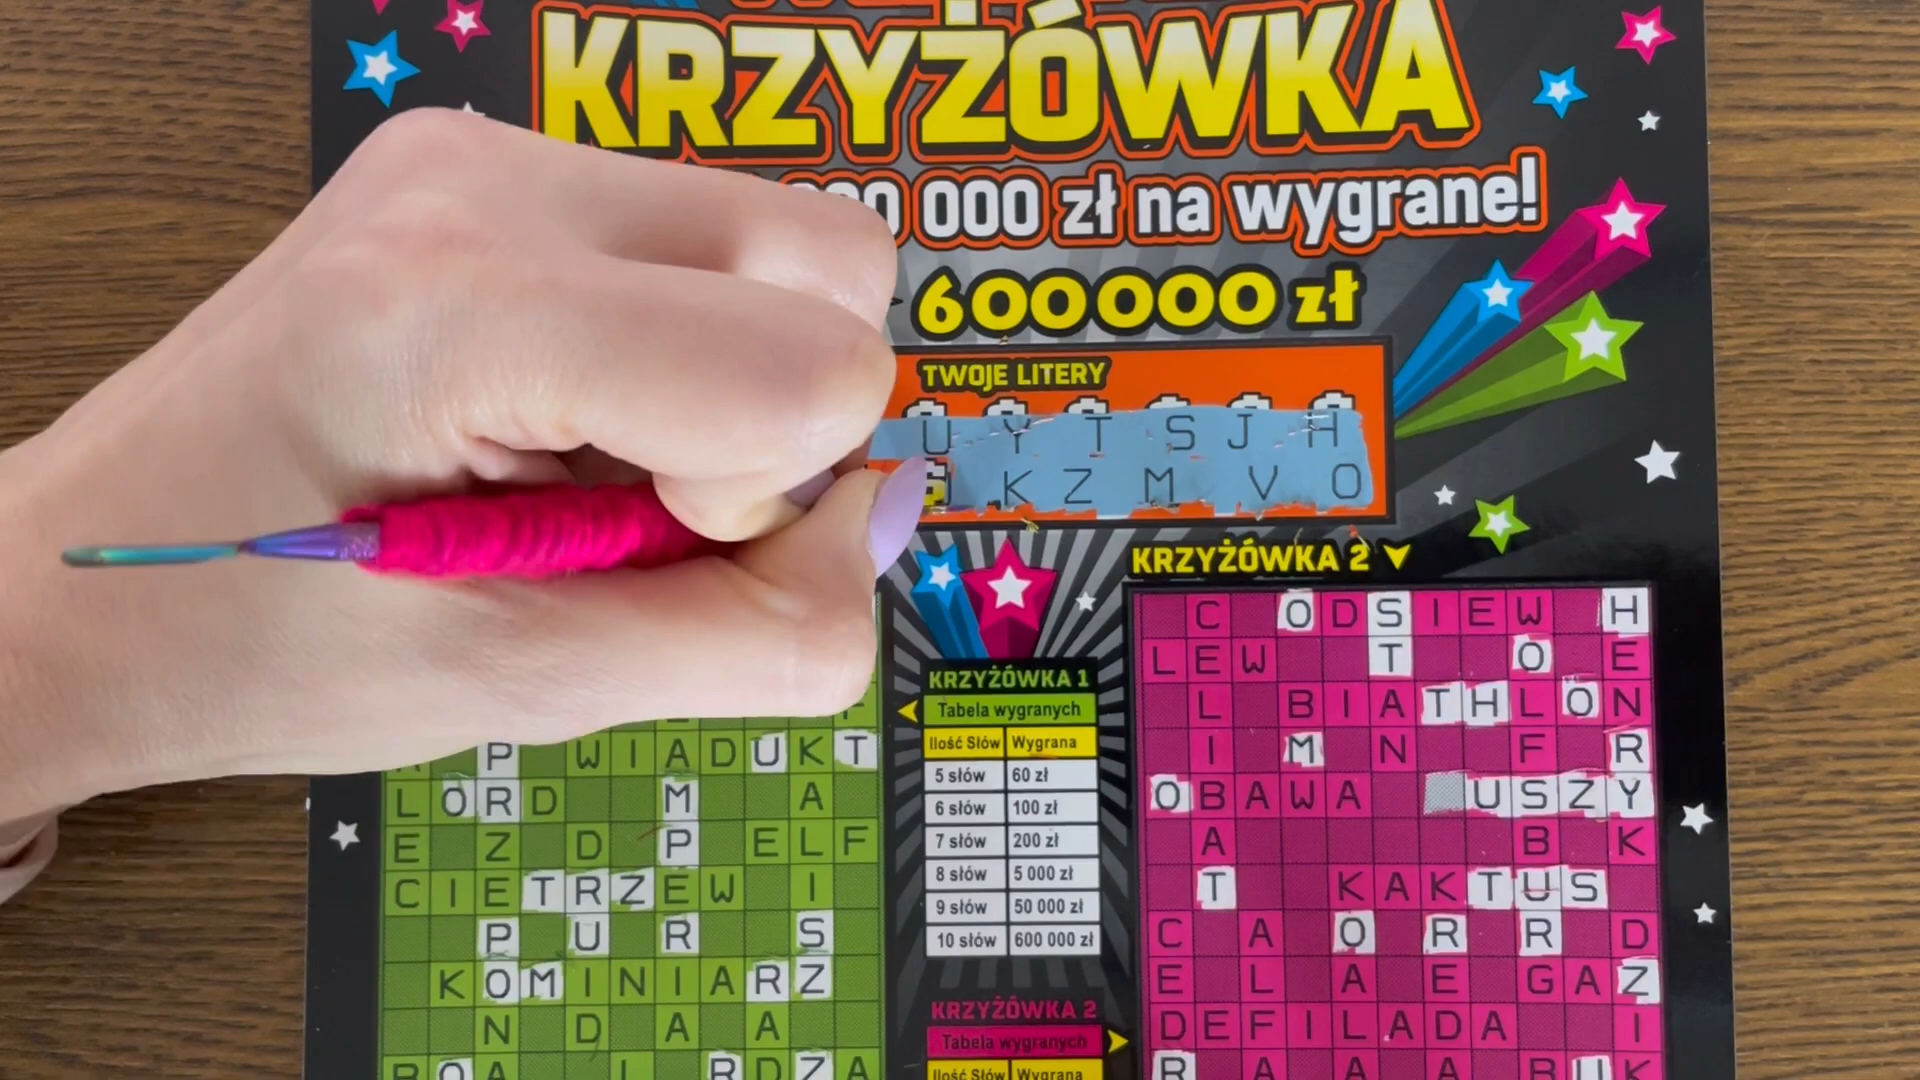 KRZYŻÓWKA
000 zł na wygrane!
600000 zł
TWOJE LITERY
U Y T S J H
K Z M V O
KRZYŻÓWKA 2
C O D S I E W H
L E W T O E
L B I A T H L O N
I M N F R
O B A W A U S Z Y
A B K
T K A K T U S
C A O R R D
E L A E G A Z
D E F I L A D A I
R A A A B U K
KRZYŻÓWKA 1
Tabela wygranych
Ilość Słów Wygrana
5 słów 60 zł
6 słów 100 zł
7 słów 200 zł
8 słów 5 000 zł
9 słów 50 000 zł
10 słów 600 000 zł
KRZYŻÓWKA 2
Tabela wygranych
Ilość Słów Wygrana
P W I A D U K T
L O R D M A
E Z D P E L F
C I E T R Z E W I
P U R S
K O M I N I A R Z
N D A A
B O A I R D Z A